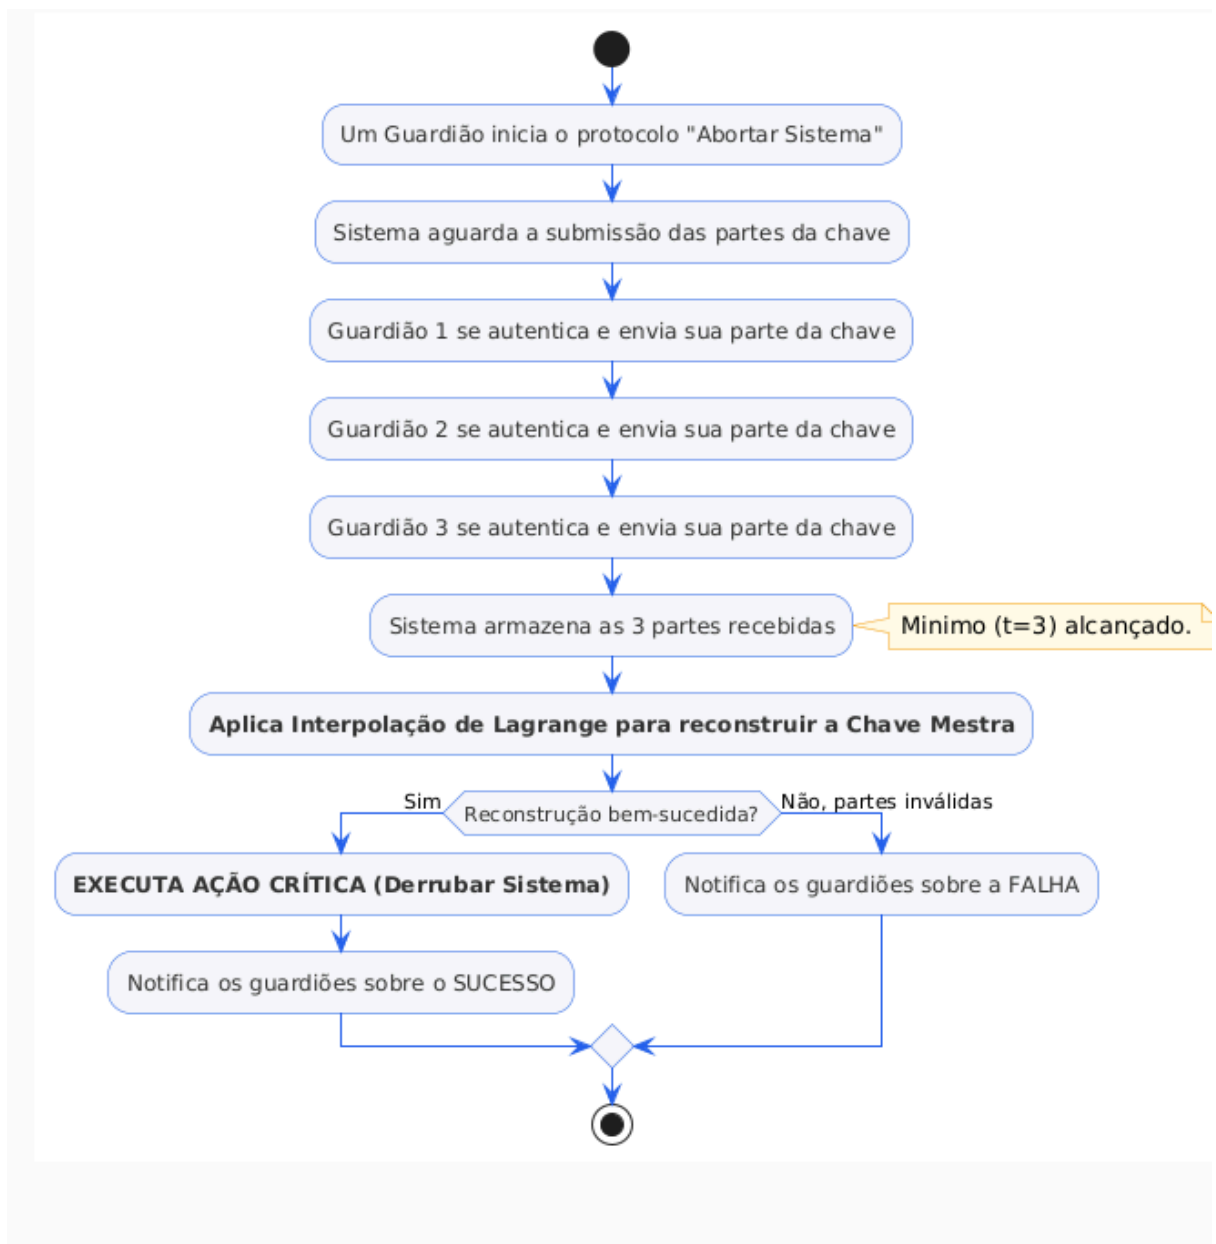 Um Guardião inicia o protocolo "Abortar Sistema"
Sistema aguarda a submissão das partes da chave
Guardião 1 se autentica e envia sua parte da chave
Guardião 2 se autentica e envia sua parte da chave
Guardião 3 se autentica e envia sua parte da chave
Sistema armazena as 3 partes recebidas
Minimo (t=3) alcançado.
Aplica Interpolação de Lagrange para reconstruir a Chave Mestra
Sim
Reconstrução bem-sucedida?
Não, partes inválidas
EXECUTA AÇÃO CRÍTICA (Derrubar Sistema)
Notifica os guardiões sobre a FALHA
Notifica os guardiões sobre o SUCESSO